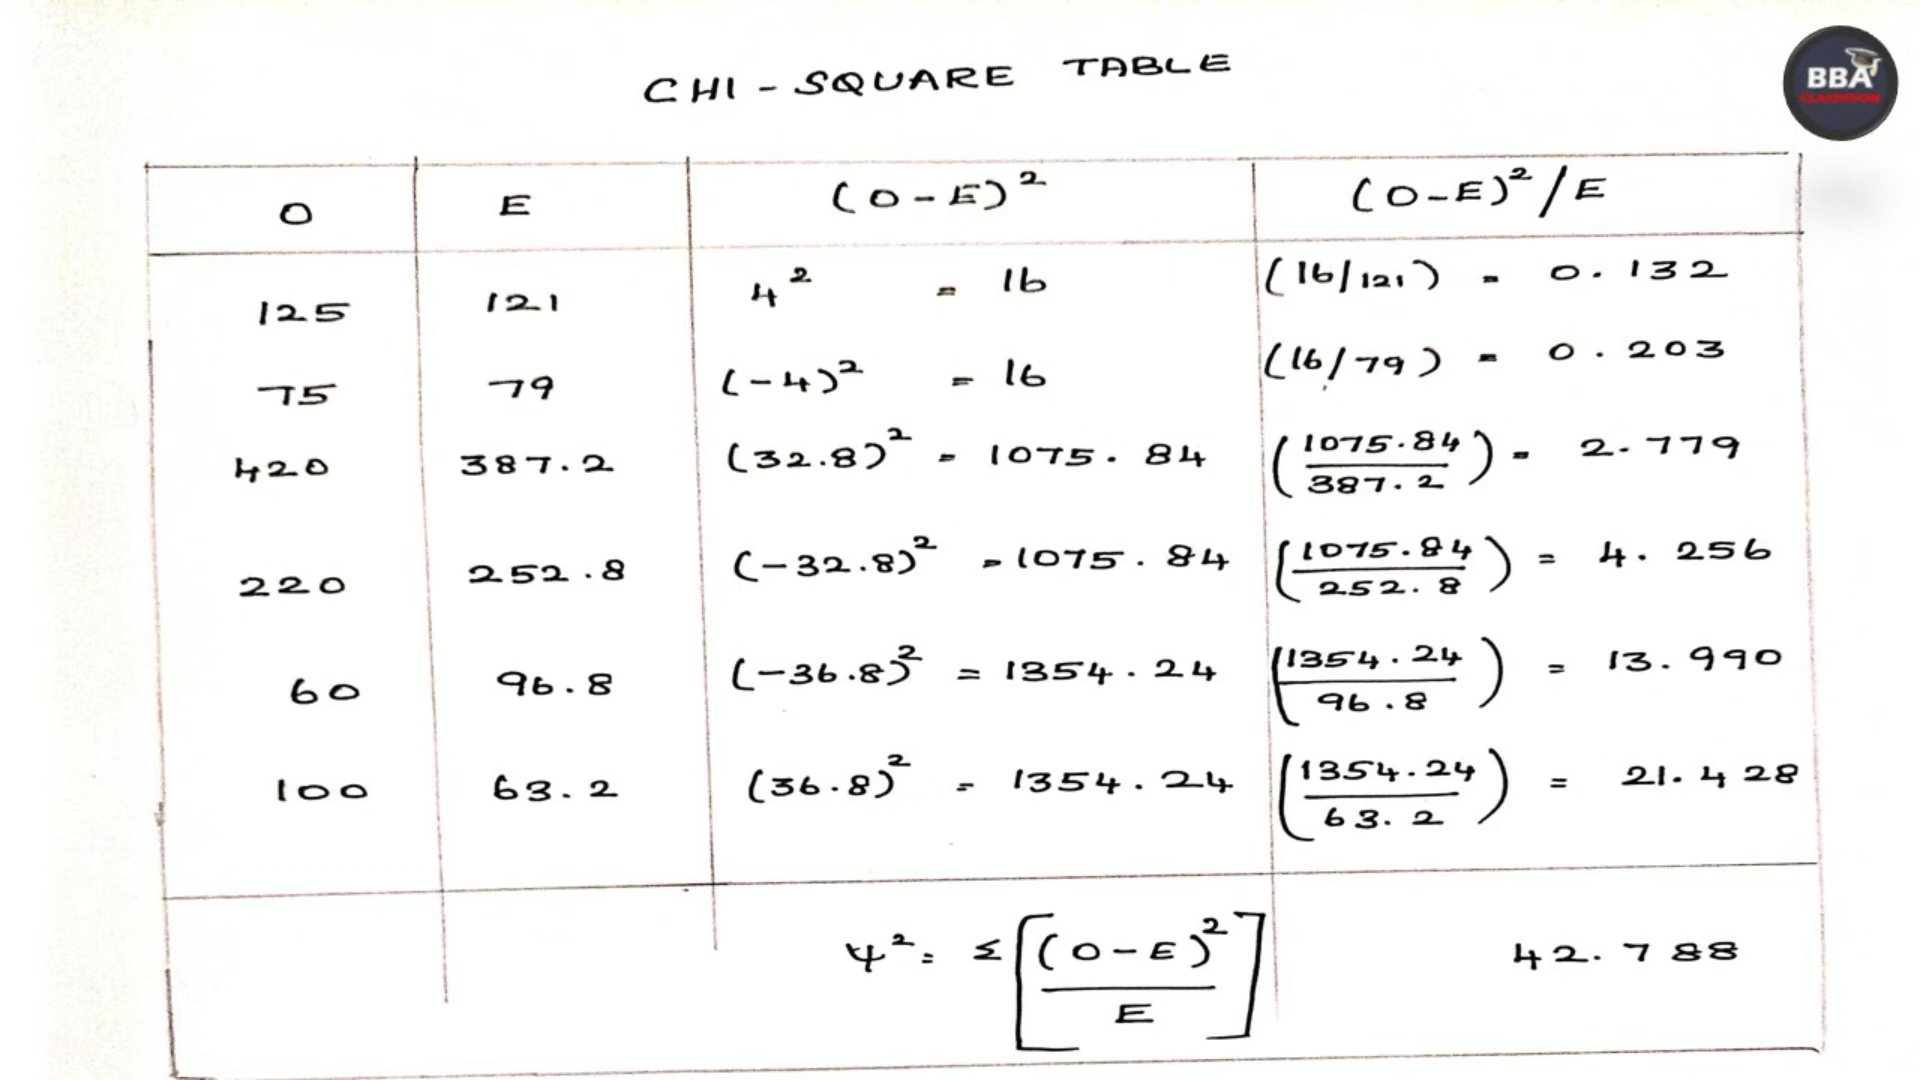 CHI - SQUARE TABLE
BBA
CLASSROOM
O E (O-E)² (O-E)²/E
125 121 4² = 16 (16/121) = 0.132
75 79 (-4)² = 16 (16/79) = 0.203
420 387.2 (32.8)² = 1075.84 (1075.84/387.2) = 2.779
220 252.8 (-32.8)² = 1075.84 (1075.84/252.8) = 4.256
60 96.8 (-36.8)² = 1354.24 (1354.24/96.8) = 13.990
100 63.2 (36.8)² = 1354.24 (1354.24/63.2) = 21.428
ψ² = Σ[(O-E)²/E] 42.788